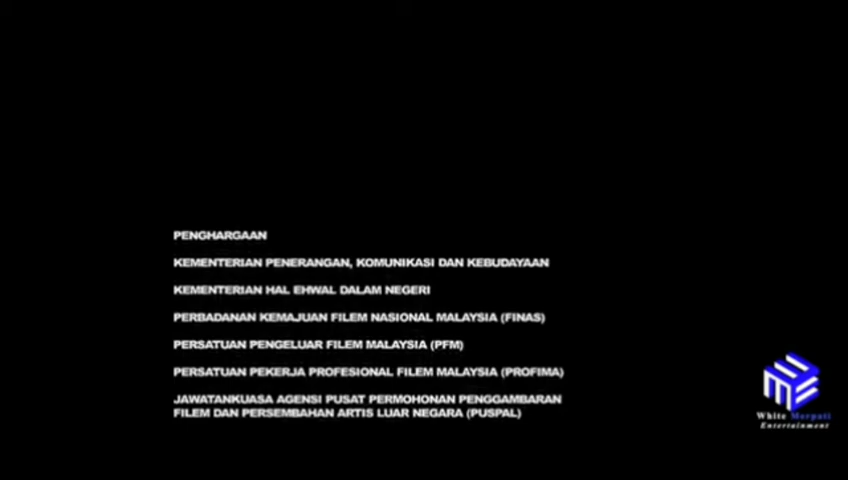 PENGHARGAAN
KEMENTERIAN PENERANGAN, KOMUNIKASI DAN KEBUDAYAAN
KEMENTERIAN HAL EHWAL DALAM NEGERI
PERBADANAN KEMAJUAN FILEM NASIONAL MALAYSIA (FINAS)
PERSATUAN PENGELUAR FILEM MALAYSIA (PFM)
PERSATUAN PEKERJA PROFESIONAL FILEM MALAYSIA (PROFIMA)
JAWATANKUASA AGENSI PUSAT PERMOHONAN PENGGAMBARAN
FILEM DAN PERSEMBAHAN ARTIS LUAR NEGARA (PUSPAL)
White Merpati
Entertainment